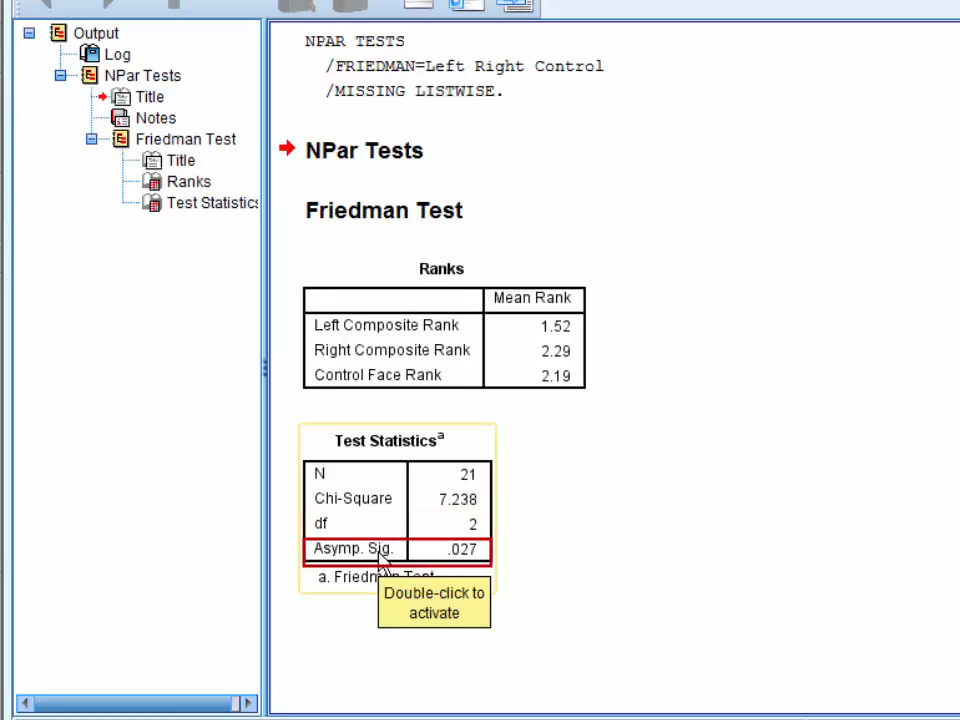 Output
Log
NPar Tests
Title
Notes
Friedman Test
Title
Ranks
Test Statistics
NPAR TESTS
/FRIEDMAN=Left Right Control
/MISSING LISTWISE.
NPar Tests
Friedman Test
Ranks
Mean Rank
Left Composite Rank 1.52
Right Composite Rank 2.29
Control Face Rank 2.19
Test Statistics^a
N 21
Chi-Square 7.238
df 2
Asymp. Sig. .027
a. Friedman Test
Double-click to
activate